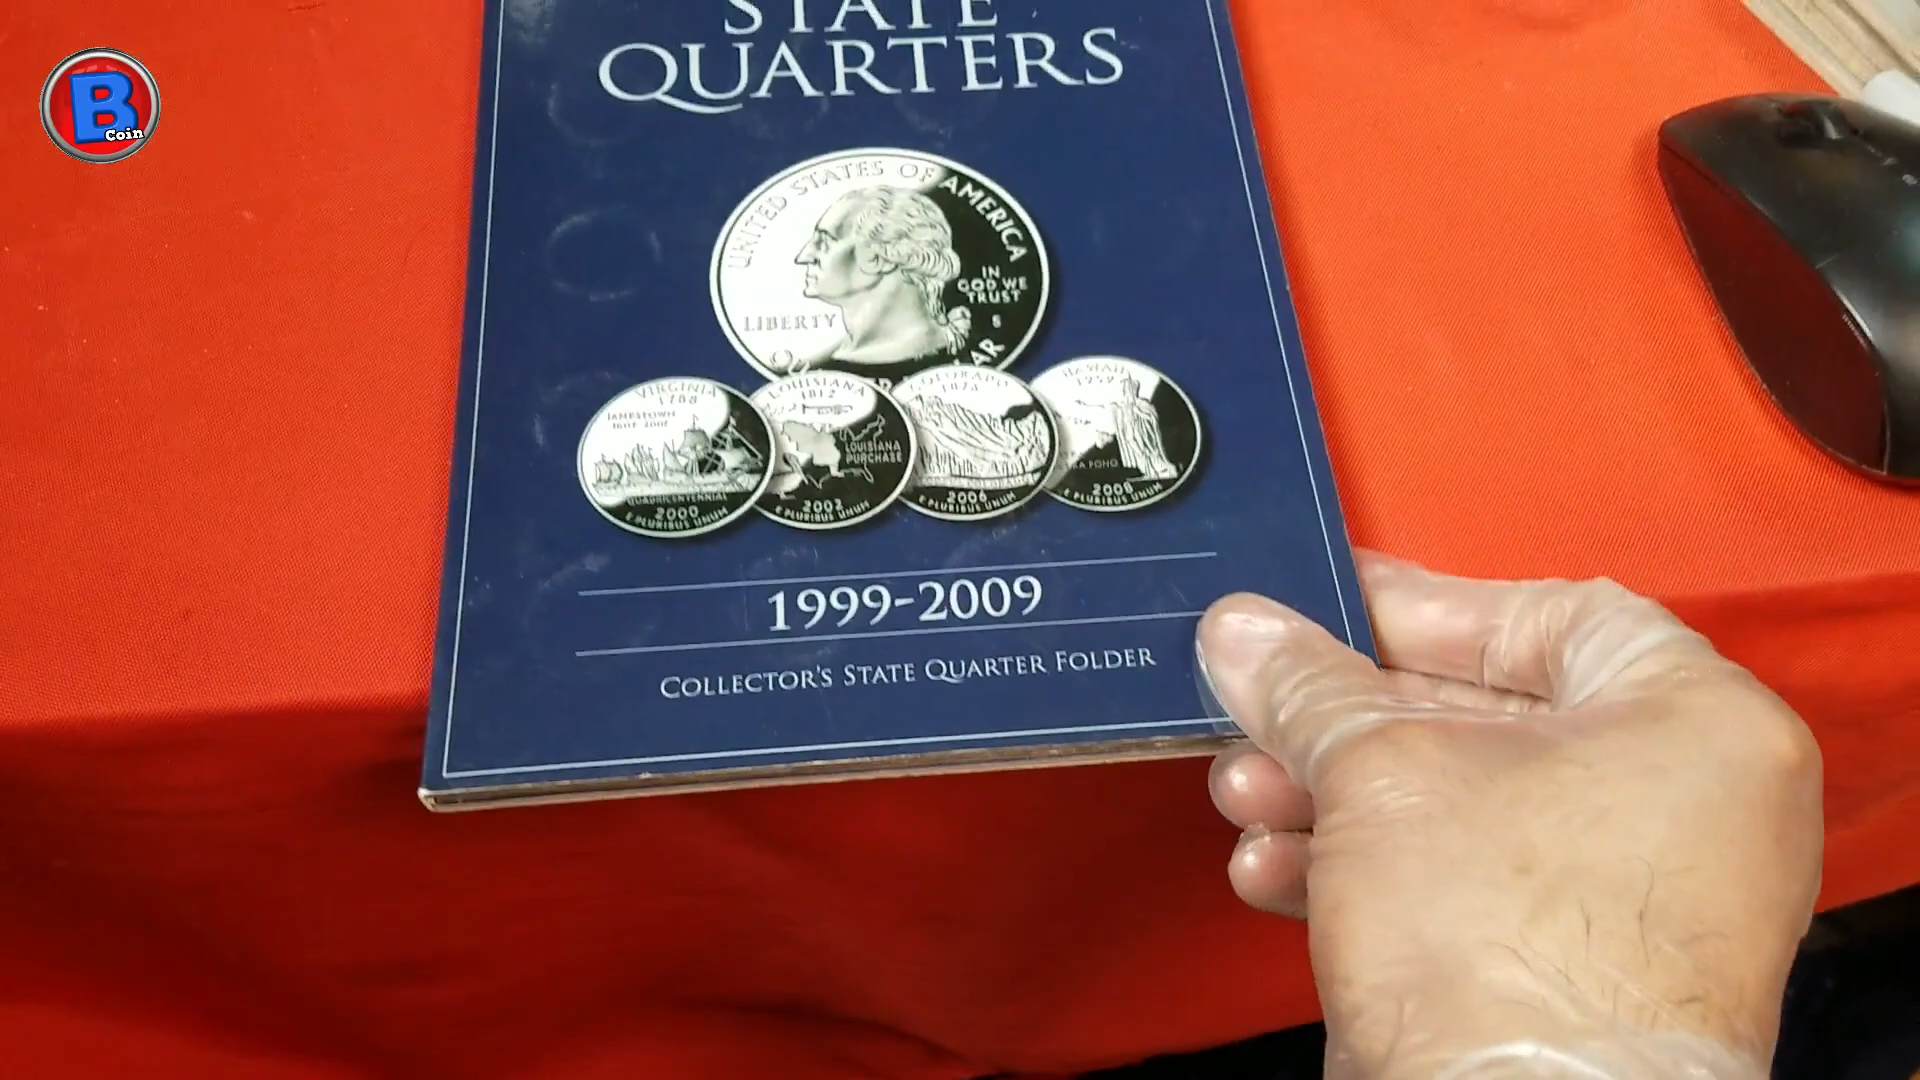 B
Coin
STATE
QUARTERS
UNITED STATES OF AMERICA
IN
GOD WE
TRUST
S
LIBERTY
VIRGINIA
1788
JAMESTOWN
1607-2007
QUADRICENTENNIAL
2000
E PLURIBUS UNUM
LOUISIANA
1812
LOUISIANA
PURCHASE
2002
E PLURIBUS UNUM
COLORADO
1876
2006
E PLURIBUS UNUM
HAWAII
1959
2008
E PLURIBUS UNUM
1999-2009
COLLECTOR'S STATE QUARTER FOLDER